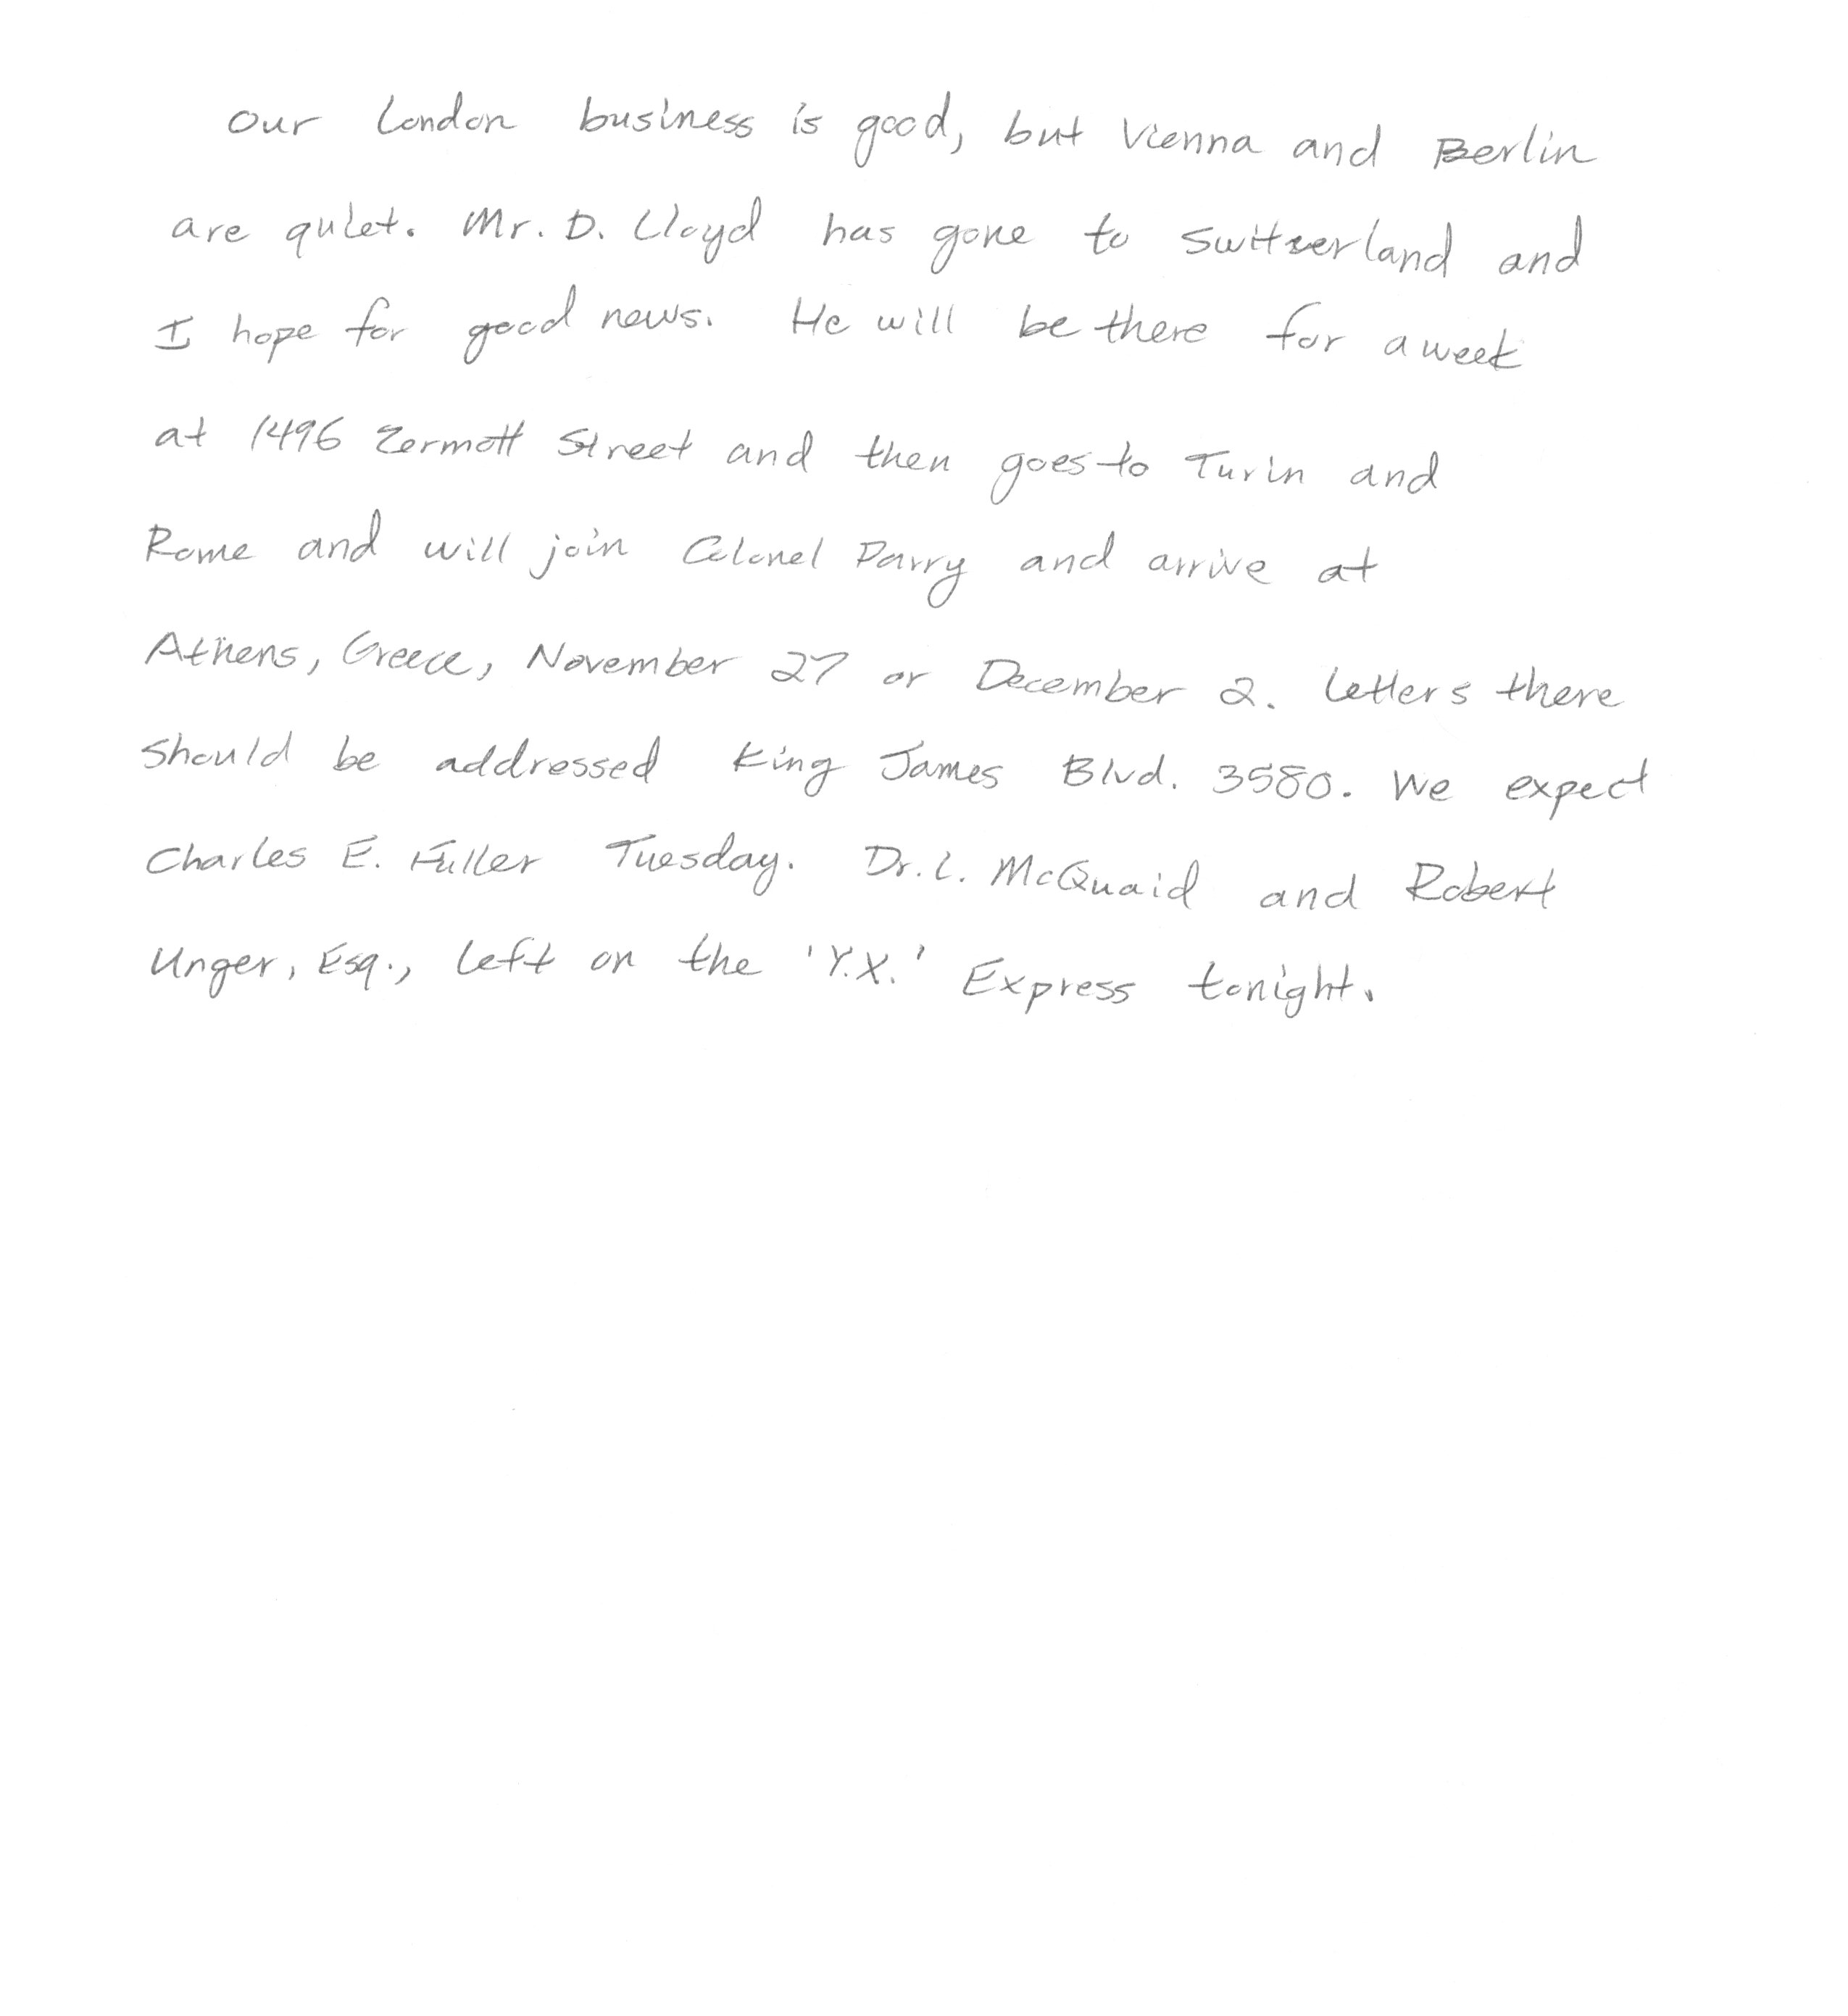 Our London business is good, but Vienna and Berlin
are quiet. Mr. D. Lloyd has gone to Switzerland and
I hope for good news. He will be there for a week
at 1496 Zermott Street and then goes to Turin and
Rome and will join Colonel Parry and arrive at
Athens, Greece, November 27 or December 2. Letters there
should be addressed King James Blvd. 3580. We expect
Charles E. Fuller Tuesday. Dr. L. McQuaid and Robert
Unger, Esq., left on the 'Y.X.' Express tonight.